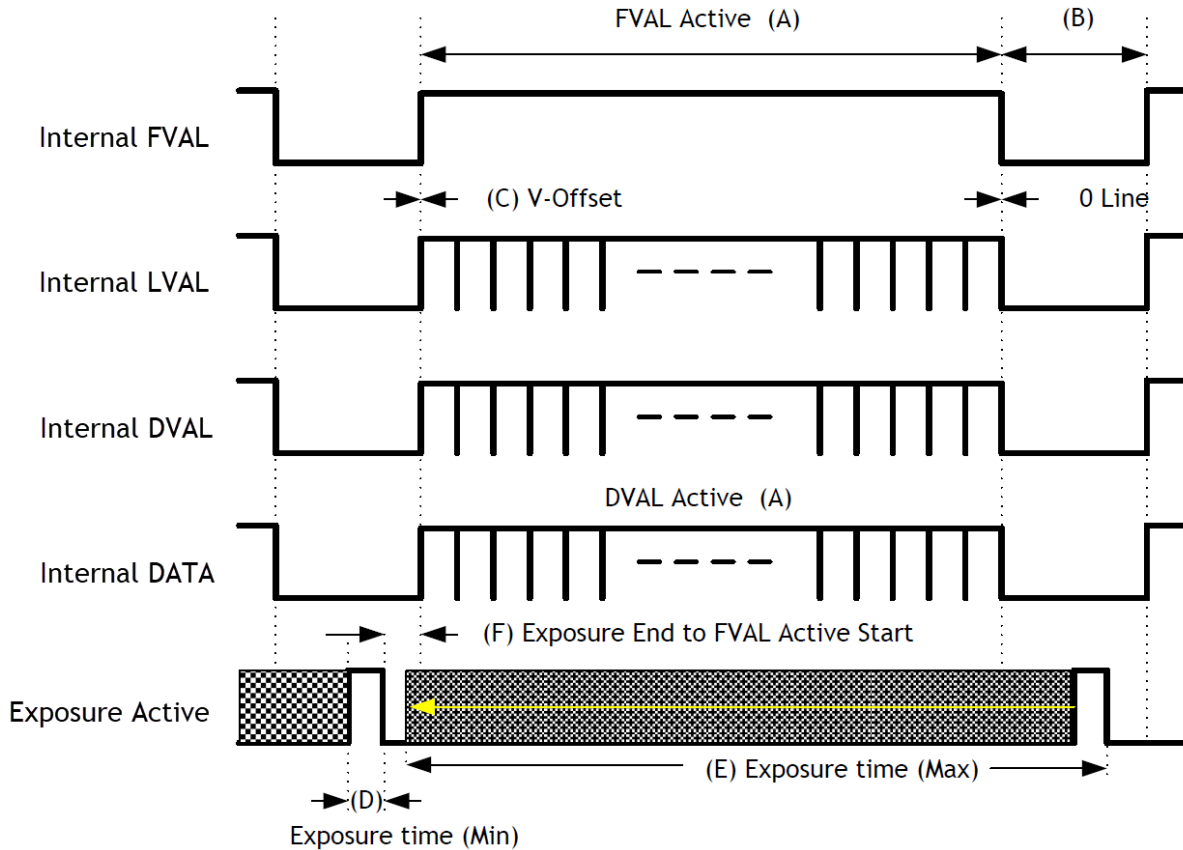 FVAL Active (A)
(B)
Internal FVAL
(C) V-Offset
0 Line
Internal LVAL
Internal DVAL
DVAL Active (A)
Internal DATA
(F) Exposure End to FVAL Active Start
Exposure Active
(E) Exposure time (Max)
(D)
Exposure time (Min)